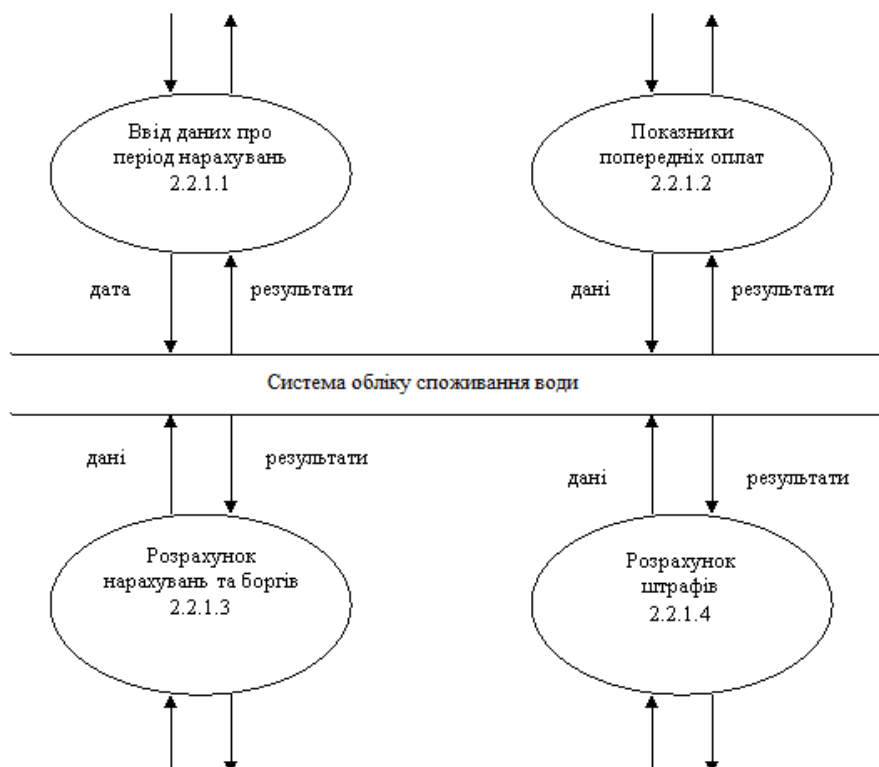 Ввід даних про
період нарахувань
2.2.1.1
Показники
попередніх оплат
2.2.1.2
дата
результати
дані
результати
Система обліку споживання води
дані
результати
дані
результати
Розрахунок
нарахувань та боргів
2.2.1.3
Розрахунок
штрафів
2.2.1.4